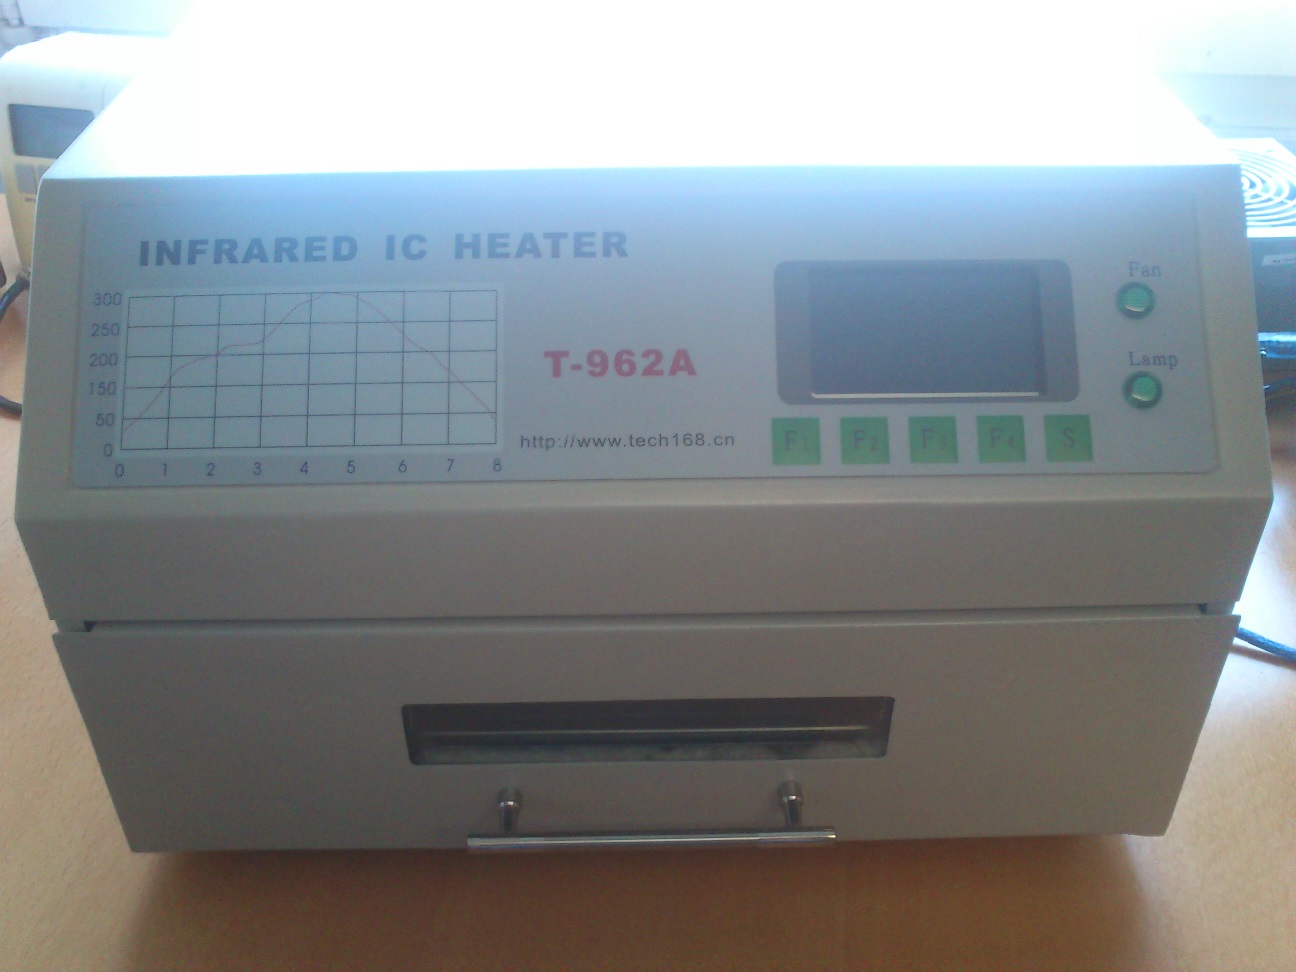 INFRARED IC HEATER
300
250
200
150
50
0
0 1 2 3 4 5 6 7 8
T-962A
http://www.tech168.cn
F1 F2 F3 F4 S
Fan
Lamp